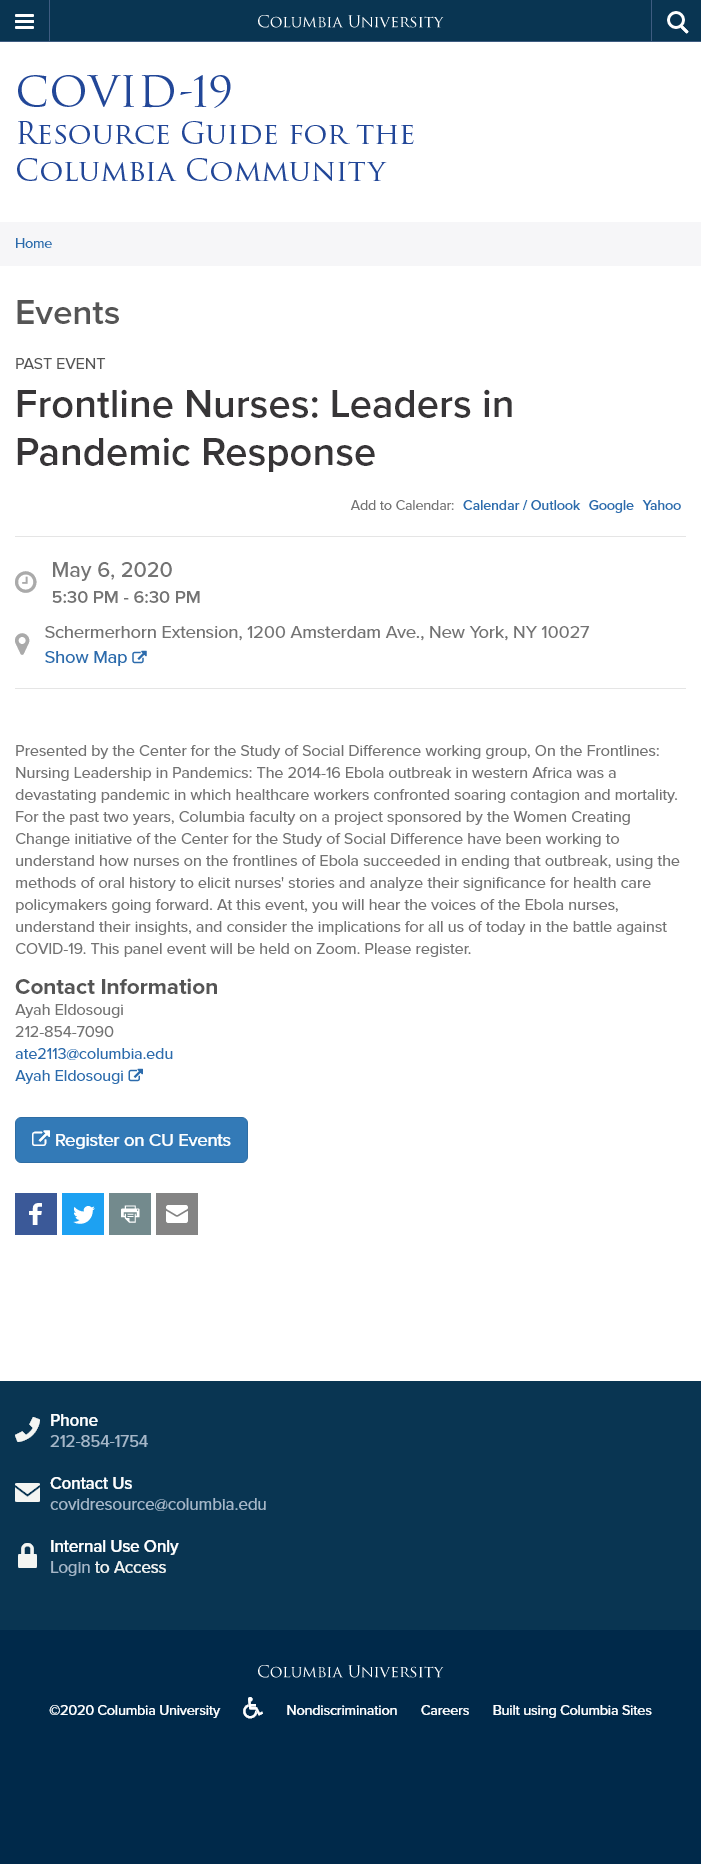 Columbia University
COVID-19
Resource Guide for the
Columbia Community
Home
Events
PAST EVENT
Frontline Nurses: Leaders in
Pandemic Response
Add to Calendar: Calendar / Outlook Google Yahoo
May 6, 2020
5:30 PM - 6:30 PM
Schermerhorn Extension, 1200 Amsterdam Ave., New York, NY 10027
Show Map
Presented by the Center for the Study of Social Difference working group, On the Frontlines:
Nursing Leadership in Pandemics: The 2014-16 Ebola outbreak in western Africa was a
devastating pandemic in which healthcare workers confronted soaring contagion and mortality.
For the past two years, Columbia faculty on a project sponsored by the Women Creating
Change initiative of the Center for the Study of Social Difference have been working to
understand how nurses on the frontlines of Ebola succeeded in ending that outbreak, using the
methods of oral history to elicit nurses' stories and analyze their significance for health care
policymakers going forward. At this event, you will hear the voices of the Ebola nurses,
understand their insights, and consider the implications for all us of today in the battle against
COVID-19. This panel event will be held on Zoom. Please register.
Contact Information
Ayah Eldosougi
212-854-7090
ate2113@columbia.edu
Ayah Eldosougi
Register on CU Events
Phone
212-854-1754
Contact Us
covidresource@columbia.edu
Internal Use Only
Login to Access
Columbia University
©2020 Columbia University Nondiscrimination Careers Built using Columbia Sites